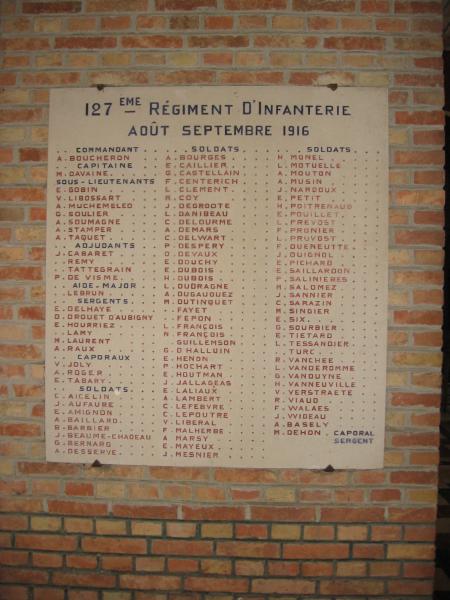 127 EME - RÉGIMENT D'INFANTERIE
AOÛT SEPTEMBRE 1916
COMMANDANT
A. BOUCHERON
CAPITAINE
M. DAVAINE
SOUS-LIEUTENANTS
E. GOBIN
V. LIBOSSART
A. MUCHEMBLED
G. SOULIER
A. SOUMAGNE
A. STAMPER
A. TAQUET
ADJUDANTS
J. CABARET
REMY
TATTEGRAIN
P. DE VISME
AIDE-MAJOR
LEBRUN
SERGENTS
E. DELHAYE
D. DROUET D'AUBIGNY
E. HOURRIEZ
LAMY
M. LAURENT
A. RAUX
CAPORAUX
V. JOLY
A. ROGER
E. TABARY
SOLDATS
L. AICELIN
J. AUFAURE
E. AMIGNON
A. BAILLARD
G. BARBIER
J. BEAUME-CHADEAU
G. BERNARD
A. DESSERVE
SOLDATS
A. BOURGES
E. CAILLIER
G. CASTELLAIN
F. CENTERICH
L. CLEMENT
R. COY
J. DEGROOTE
L. DANIBEAU
C. DELOURME
A. DEMARS
C. DELWART
P. DESPERY
O. DEVAUX
E. DOUCHY
E. DUBOIS
H. DUBOIS
L. DUDRAGNE
A. DUGAUQUEZ
M. DUTINQUET
FAYET
FEPON
L. FRANÇOIS
N. FRANÇOIS
GUILLEMSON
G. D HALLUIN
E. HENON
P. HOCHART
E. HOUTMAN
J. JALLAGEAS
E. LALIAUX
A. LAMBERT
C. LEFEBVRE
C. LEPOUTRE
V. LIBERAL
F. MALHERBE
A. MARSY
E. MAYEUX
J. MESNIER
SOLDATS
H. MONEL
L. MOTUELLE
A. MOUTON
A. MUSIN
J. NARDOUX
E. PETIT
H. POITRENAUD
E. POUILLET
L. PREVOST
F. PRONIER
L. PRUVOST
F. QUENEUTTE
J. QUIGNOL
E. PICHARD
E. SAILLARDON
P. SALINIERES
M. SALOMEZ
J. SANNIER
C. SARAZIN
M. SINGIER
E. SIX
G. SOURBIER
E. TIETARD
L. TESSANDIER
TURC
R. VANCHEE
L. VANDEROMME
G. VANDUYNE
H. VANNEUVILLE
V. VERSTRAETE
R. VIAUD
F. WALAES
J. WIDEAU
A. BASELY
M. DEHON CAPORAL
SERGENT